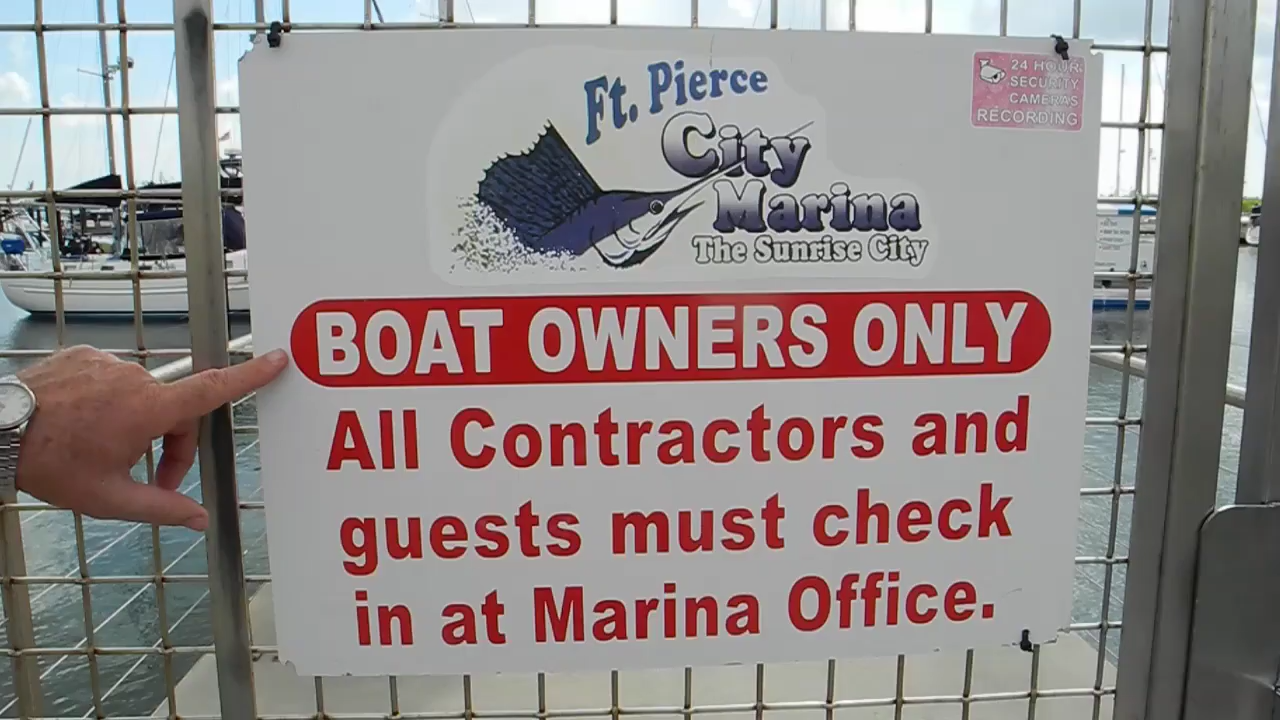 Ft. Pierce
City
Marina
The Sunrise City
24 HOUR
SECURITY
CAMERAS
RECORDING
BOAT OWNERS ONLY
All Contractors and
guests must check
in at Marina Office.